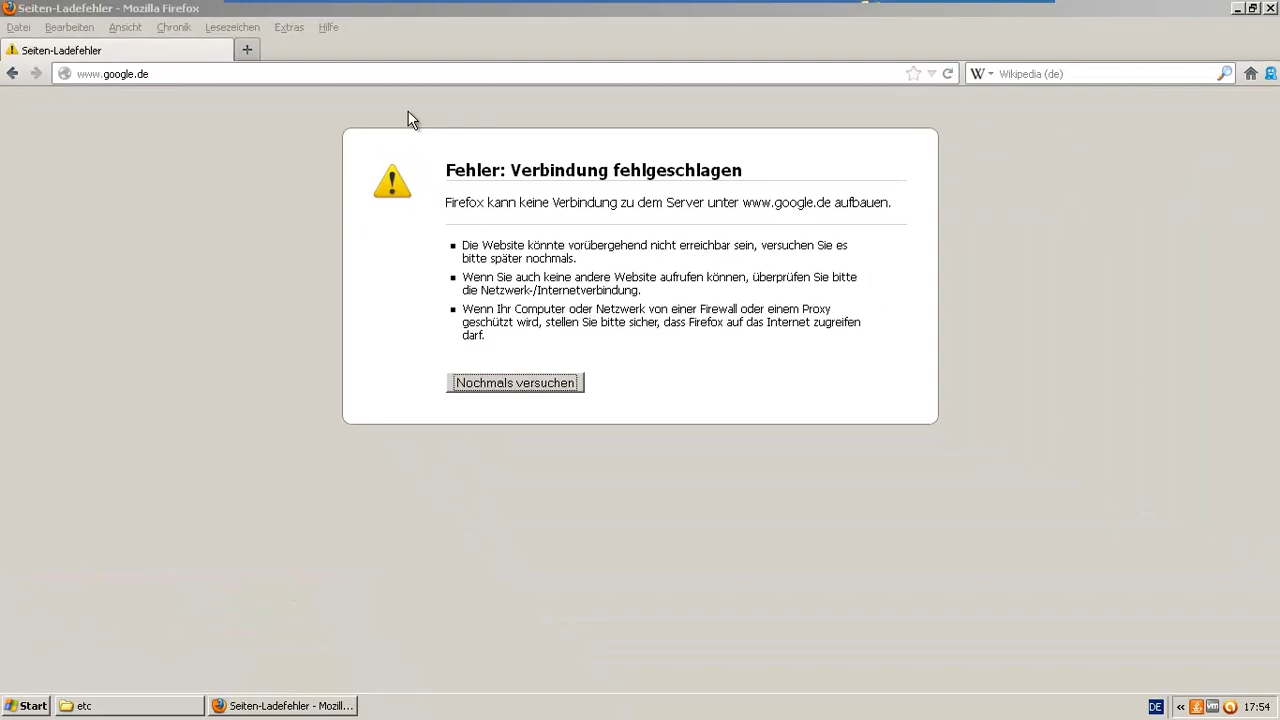 Seiten-Ladefehler - Mozilla Firefox
Datei Bearbeiten Ansicht Chronik Lesezeichen Extras Hilfe
Seiten-Ladefehler
www.google.de
Wikipedia (de)
Fehler: Verbindung fehlgeschlagen
Firefox kann keine Verbindung zu dem Server unter www.google.de aufbauen.
Die Website könnte vorübergehend nicht erreichbar sein, versuchen Sie es
bitte später nochmals.
Wenn Sie auch keine andere Website aufrufen können, überprüfen Sie bitte
die Netzwerk-/Internetverbindung.
Wenn Ihr Computer oder Netzwerk von einer Firewall oder einem Proxy
geschützt wird, stellen Sie bitte sicher, dass Firefox auf das Internet zugreifen
darf.
Nochmals versuchen
Start etc Seiten-Ladefehler - Mozill... DE « vm 17:54